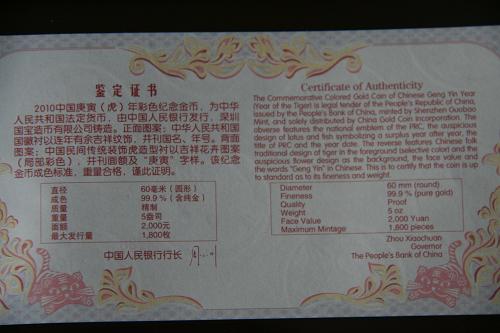 鉴定证书
2010中国庚寅（虎）年彩色纪念金币，为中华
人民共和国法定货币，由中国人民银行发行，深圳
国宝造币有限公司铸造。正面图案：中华人民共和国
国徽衬以连年有余吉祥纹饰，并刊国名、年号。背面
图案：中国民间传统装饰虎造型衬以吉祥花卉图案
（局部彩色），并刊面额及“庚寅”字样。该纪念
金币成色标准，重量合格，谨此证明。
直径 60毫米（圆形）
成色 99.9 %（含纯金）
质量 精制
重量 5盎司
面额 2,000元
最大发行量 1,800枚
中国人民银行行长
Certificate of Authenticity
The Commemorative Colored Gold Coin of Chinese Geng Yin Year
(Year of the Tiger) is legal tender of the People's Republic of China,
issued by the People's Bank of China, minted by Shenzhen Guobao
Mint, and solely distributed by China Gold Coin Incorporation. The
obverse features the national emblem of the PRC, the auspicious
design of lotus and fish symbolizing a surplus year after year, the
title of PRC and the year date. The reverse features Chinese folk
traditional design of tiger in the foreground (selective color) and the
auspicious flower design as the background, the face value and
the words "Geng Yin" in Chinese. This is to certify that the coin is up
to standard as to its fineness and weight.
Diameter 60 mm (round)
Fineness 99.9 % (pure gold)
Quality Proof
Weight 5 oz
Face Value 2,000 Yuan
Maximum Mintage 1,800 pieces
Zhou Xiaochuan
Governor
The People's Bank of China